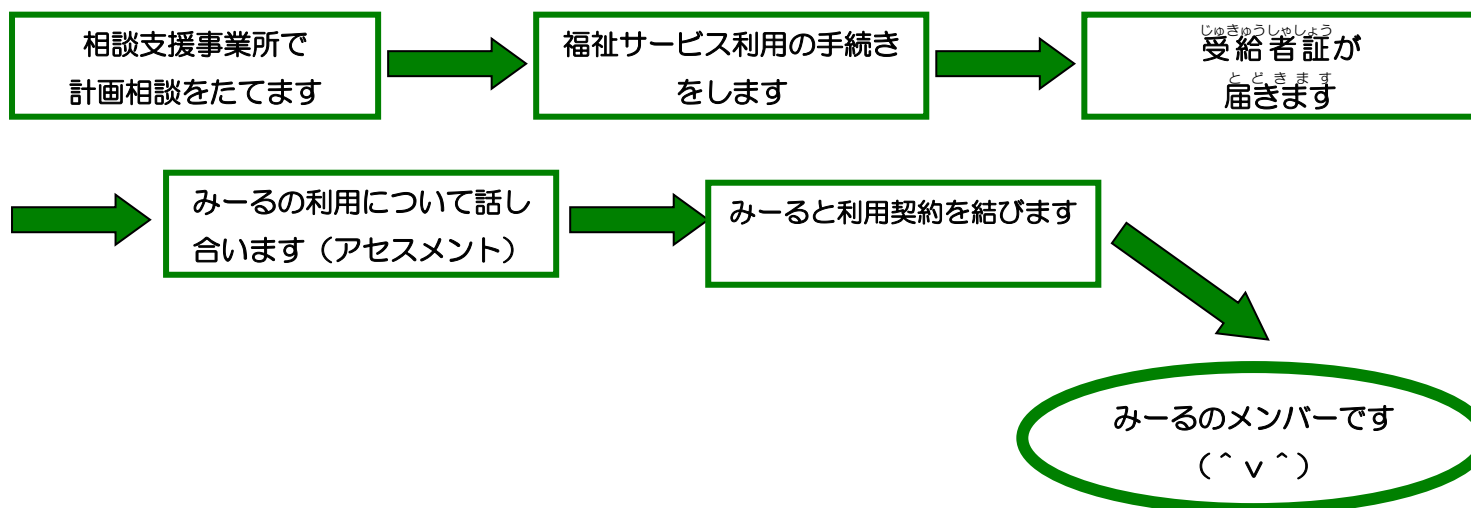 相談支援事業所で
計画相談をたてます
福祉サービス利用の手続き
をします
じゅきゅうしゃしょう
受給者証が
とどきます
届きます
みーるの利用について話し
合います（アセスメント）
みーると利用契約を結びます
みーるのメンバーです
（＾ｖ＾）